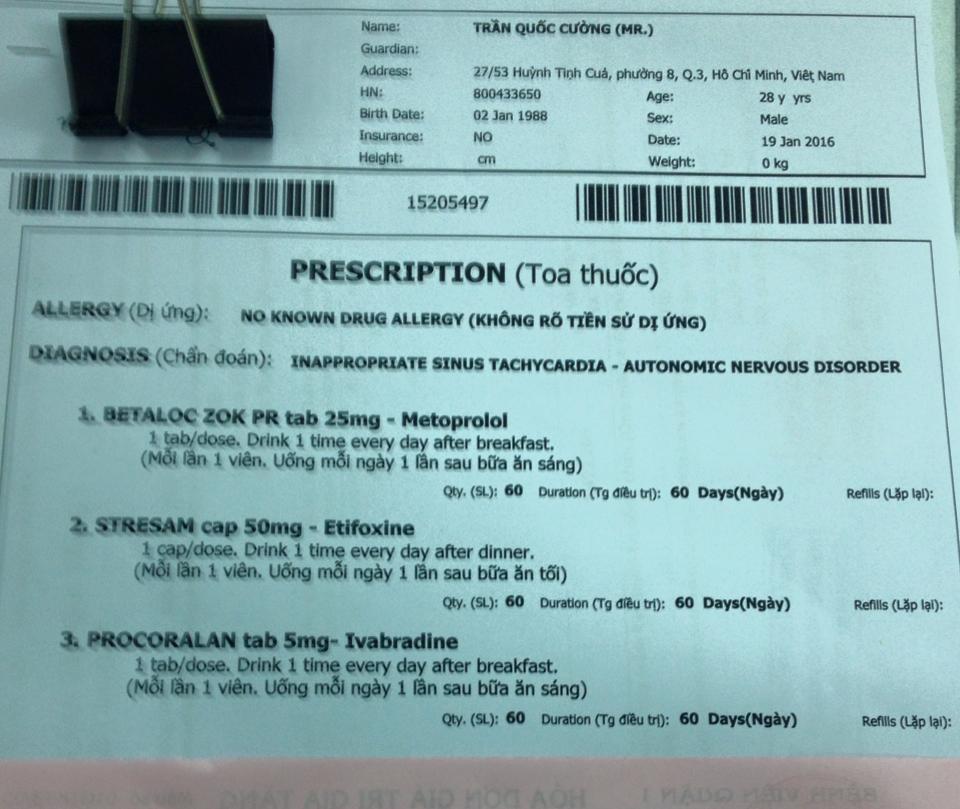 Name: TRẦN QUỐC CƯỜNG (MR.)
Guardian:
Address: 27/53 Huỳnh Tịnh Cuả, phường 8, Q.3, Hồ Chí Minh, Việt Nam
HN: 800433650 Age: 28 y yrs
Birth Date: 02 Jan 1988 Sex: Male
Insurance: NO Date: 19 Jan 2016
Height: cm Weight: 0 kg
15205497
PRESCRIPTION (Toa thuốc)
ALLERGY (Dị ứng): NO KNOWN DRUG ALLERGY (KHÔNG RÕ TIỀN SỬ DỊ ỨNG)
DIAGNOSIS (Chẩn đoán): INAPPROPRIATE SINUS TACHYCARDIA - AUTONOMIC NERVOUS DISORDER
1. BETALOC ZOK PR tab 25mg - Metoprolol
1 tab/dose. Drink 1 time every day after breakfast.
(Mỗi lần 1 viên. Uống mỗi ngày 1 lần sau bữa ăn sáng)
Qty. (SL): 60 Duration (Tg điều trị): 60 Days(Ngày) Refills (Lặp lại):
2. STRESAM cap 50mg - Etifoxine
1 cap/dose. Drink 1 time every day after dinner.
(Mỗi lần 1 viên. Uống mỗi ngày 1 lần sau bữa ăn tối)
Qty. (SL): 60 Duration (Tg điều trị): 60 Days(Ngày) Refills (Lặp lại):
3. PROCORALAN tab 5mg- Ivabradine
1 tab/dose. Drink 1 time every day after breakfast.
(Mỗi lần 1 viên. Uống mỗi ngày 1 lần sau bữa ăn sáng)
Qty. (SL): 60 Duration (Tg điều trị): 60 Days(Ngày) Refills (Lặp lại):